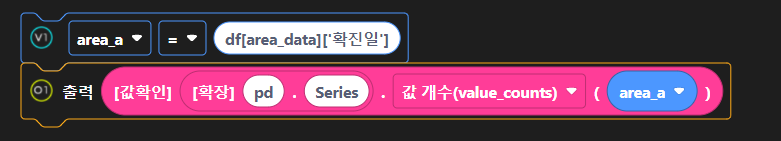 V1 area_a = df[area_data]['확진일']
O1 출력 [값확인] [확장] pd . Series . 값 개수(value_counts) ( area_a )